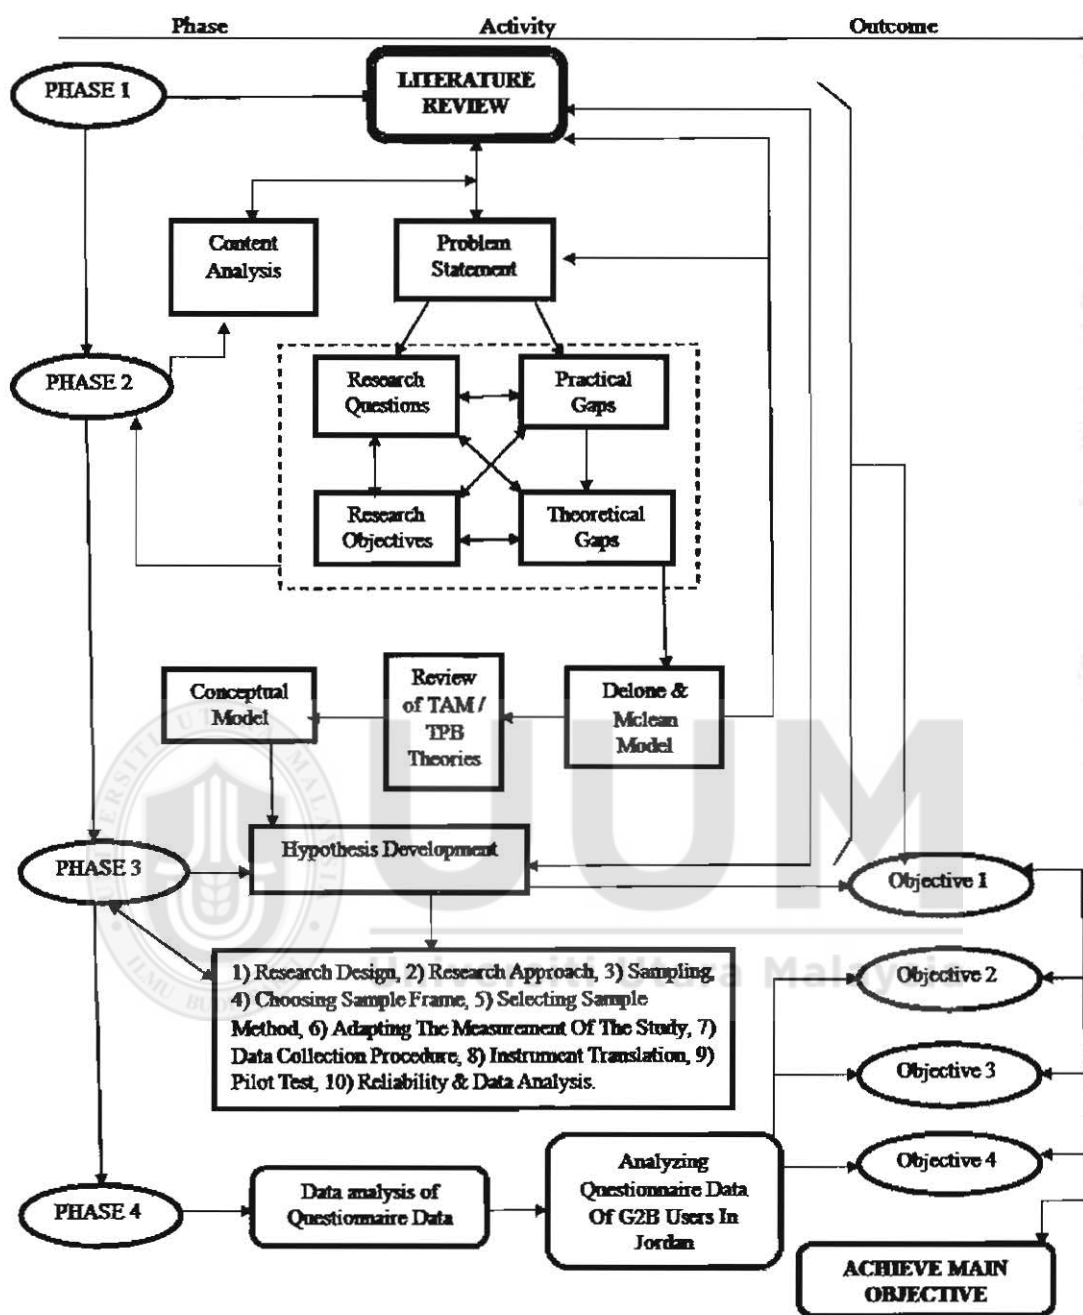 Phase Activity Outcome
PHASE 1
LITERATURE
REVIEW
Content
Analysis
Problem
Statement
PHASE 2
Research
Questions
Practical
Gaps
Research
Objectives
Theoretical
Gaps
Conceptual
Model
Review
of TAM /
TPB
Theories
Delone &
Mclean
Model
UUM
Universiti Utara Malaysia
UNIVERSITI UTARA MALAYSIA
PHASE 3
Hypothesis Development
Objective 1
1) Research Design, 2) Research Approach, 3) Sampling,
4) Choosing Sample Frame, 5) Selecting Sample
Method, 6) Adapting The Measurement Of The Study, 7)
Data Collection Procedure, 8) Instrument Translation, 9)
Pilot Test, 10) Reliability & Data Analysis.
Objective 2
Objective 3
Objective 4
PHASE 4
Data analysis of
Questionnaire Data
Analyzing
Questionnaire Data
Of G2B Users In
Jordan
ACHIEVE MAIN
OBJECTIVE